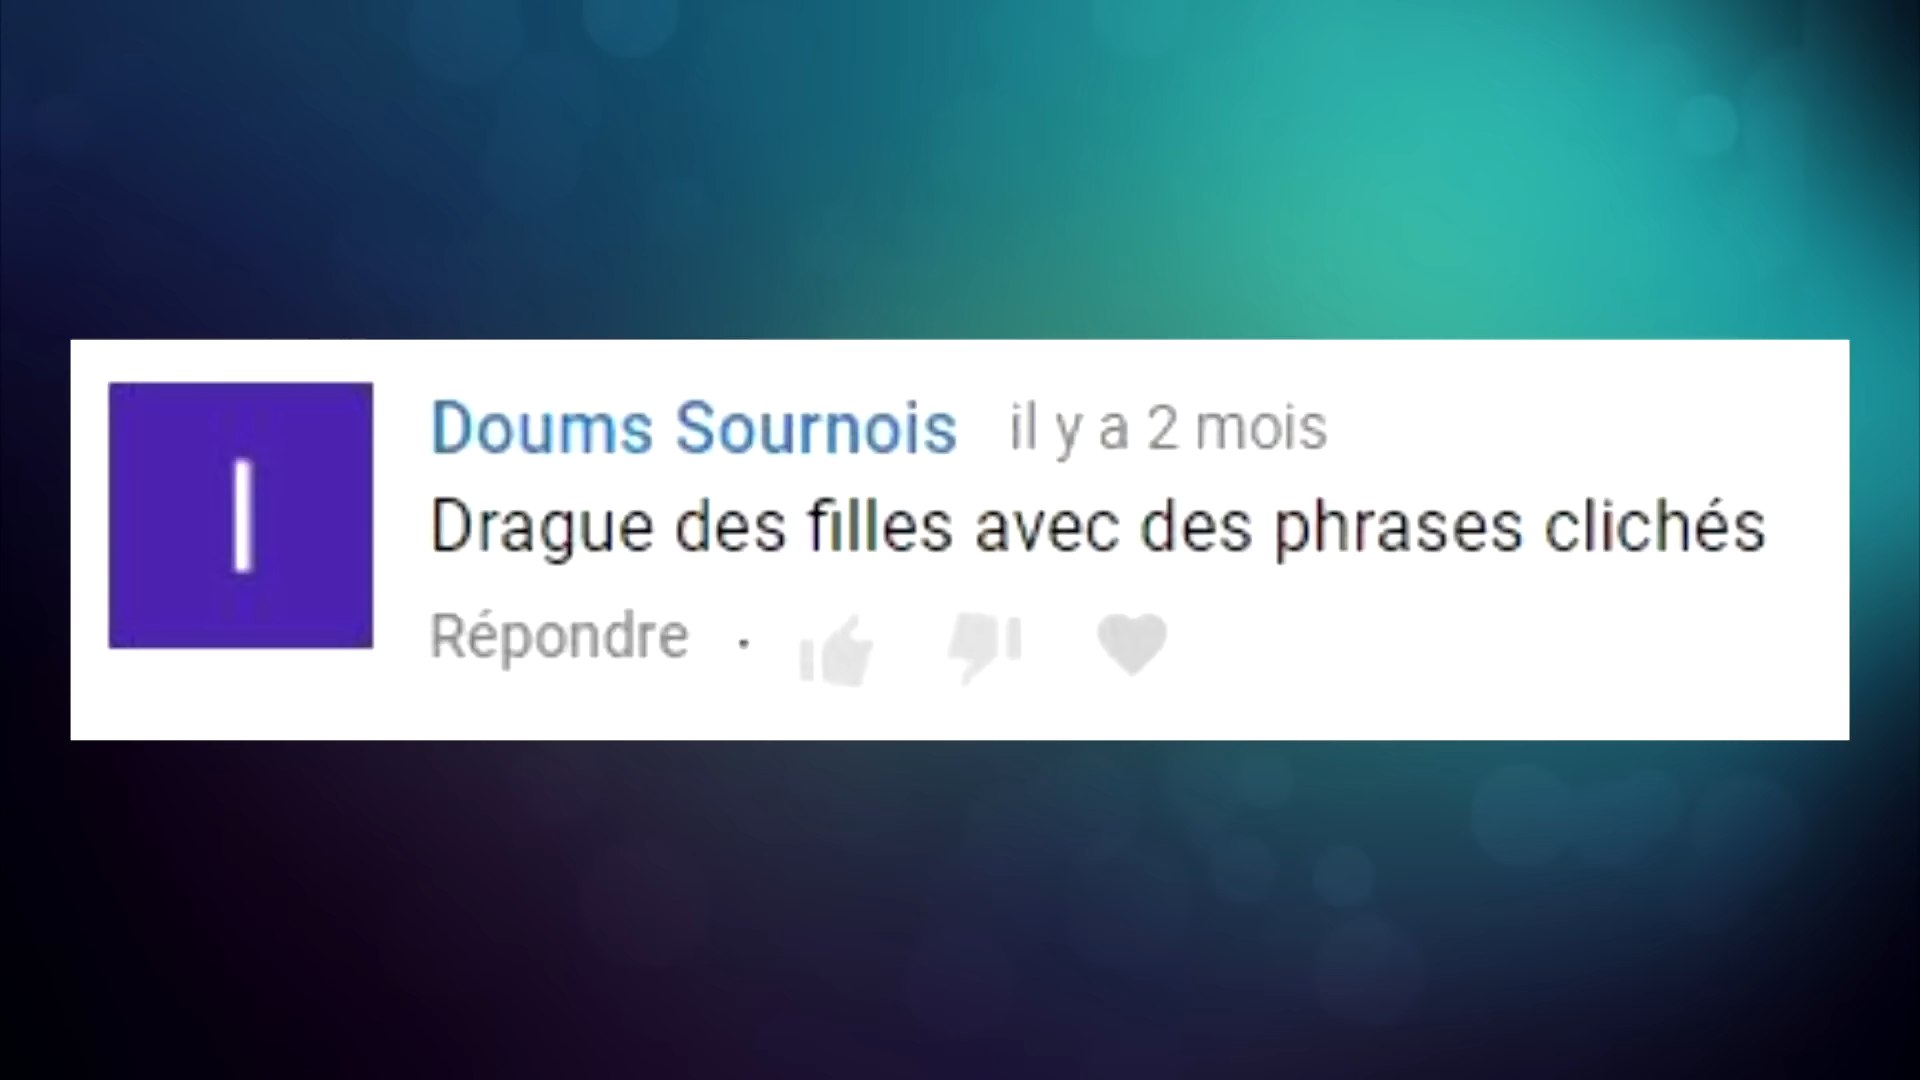 I
Doums Sournois il y a 2 mois
Drague des filles avec des phrases clichés
Répondre ·